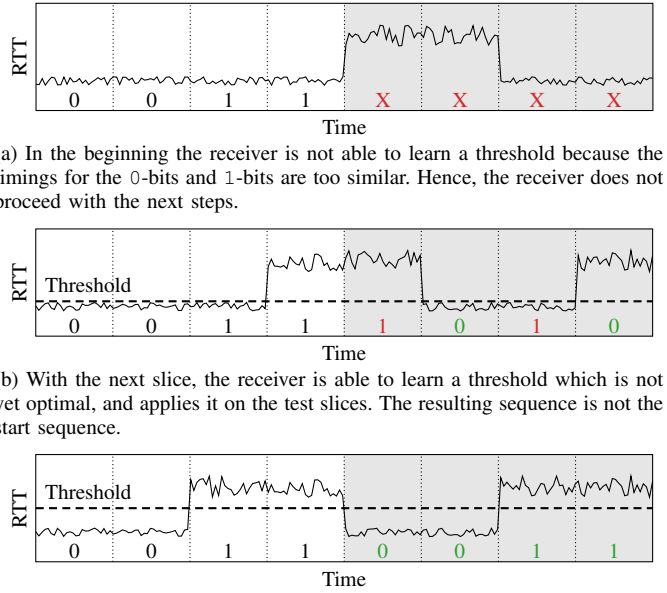 RTT
0 0 1 1 X X X X
Time
a) In the beginning the receiver is not able to learn a threshold because the
timings for the 0-bits and 1-bits are too similar. Hence, the receiver does not
proceed with the next steps.
RTT
Threshold
0 0 1 1 1 0 1 0
Time
b) With the next slice, the receiver is able to learn a threshold which is not
yet optimal, and applies it on the test slices. The resulting sequence is not the
start sequence.
RTT
Threshold
0 0 1 1 0 0 1 1
Time